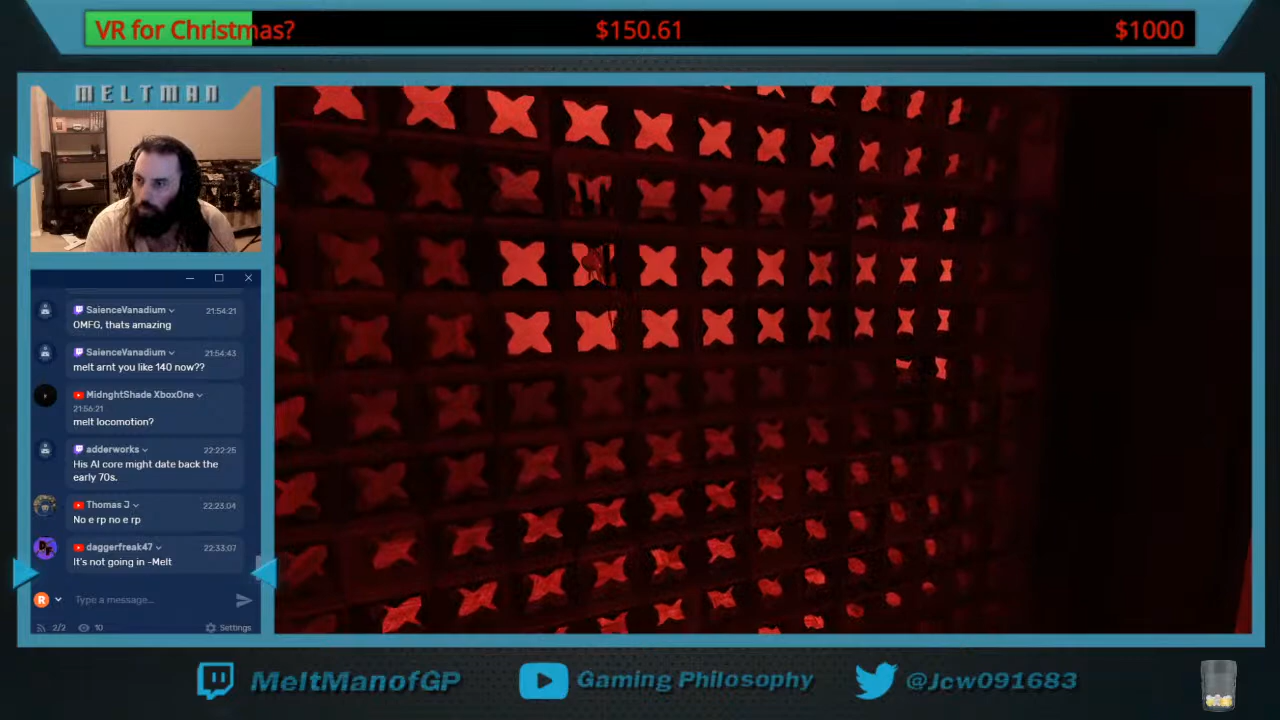 VR for Christmas?
$150.61
$1000
MELTMAN
SaienceVanadium
21:54:21
OMFG, thats amazing
SaienceVanadium
21:54:43
melt arnt you like 140 now??
MidnghtShade XboxOne
21:56:21
melt locomotion?
adderworks
22:22:25
His AI core might date back the
early 70s.
Thomas J
22:23:04
No e rp no e rp
daggerfreak47
22:33:07
It's not going in -Melt
R
Type a message...
2/2
10
Settings
MeltManofGP
Gaming Philosophy
@Jcw091683